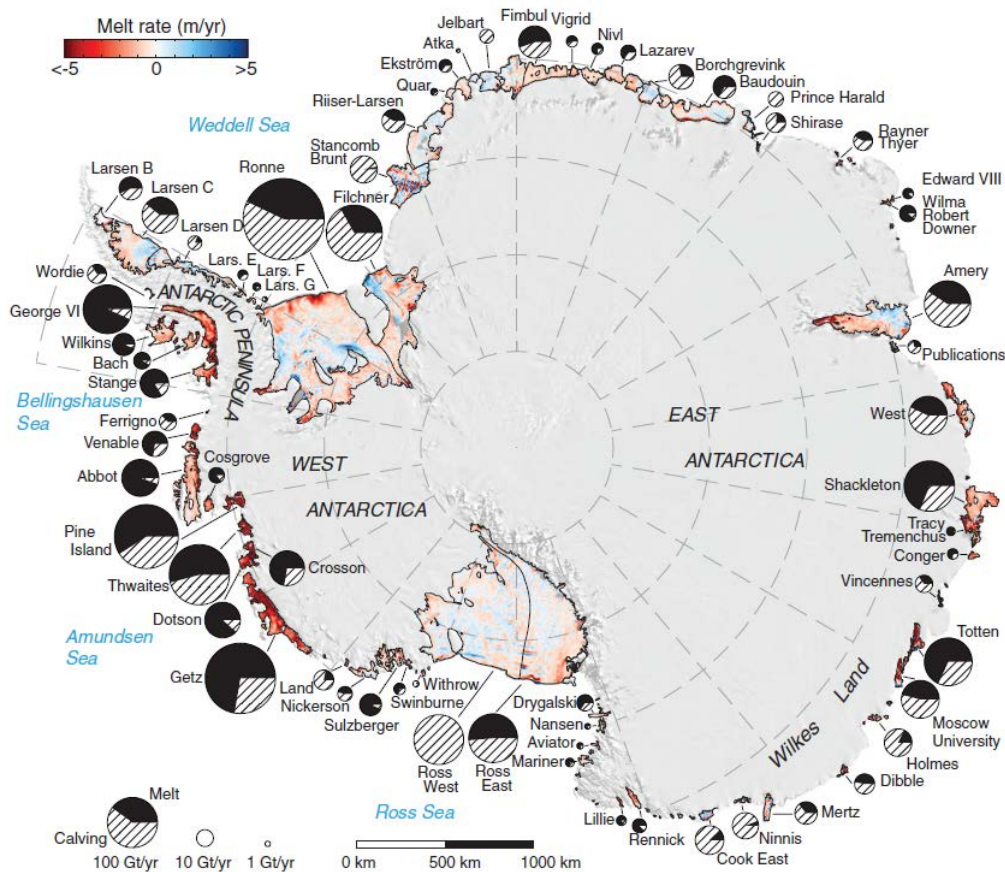 Melt rate (m/yr)
<-5 0 >5
Jelbart
Atka
Ekström
Quar
Riiser-Larsen
Stancomb
Brunt
Fimbul
Vigrid
Nivl
Lazarev
Borchgrevink
Baudouin
Prince Harald
Shirase
Rayner
Thyer
Edward VIII
Wilma
Robert
Downer
Amery
Publications
West
Shackleton
Tracy
Tremenchus
Conger
Vincennes
Totten
Moscow
University
Holmes
Dibble
Mertz
Ninnis
Cook East
Rennick
Lillie
Mariner
Aviator
Nansen
Drygalski
Ross
East
Ross
West
Withrow
Swinburne
Sulzberger
Nickerson
Land
Getz
Dotson
Crosson
Thwaites
Pine
Island
Cosgrove
Abbot
Venable
Ferrigno
Stange
Bach
Wilkins
George VI
Wordie
Larsen B
Larsen C
Larsen D
Lars. E
Lars. F
Lars. G
Ronne
Filchner
Weddell Sea
Bellingshausen
Sea
Amundsen
Sea
Ross Sea
ANTARCTIC PENINSULA
WEST
ANTARCTICA
EAST
ANTARCTICA
Wilkes Land
Melt
Calving
100 Gt/yr
10 Gt/yr
1 Gt/yr
0 km 500 km 1000 km